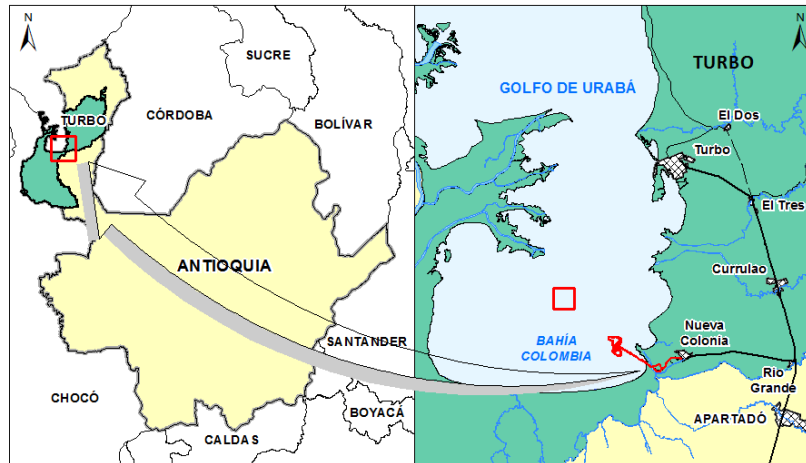 N
SUCRE
CÓRDOBA
TURBO
BOLÍVAR
ANTIOQUIA
SANTANDER
CHOCÓ
BOYACÁ
CALDAS
N
TURBO
GOLFO DE URABÁ
El Dos
Turbo
El Tres
Currulao
Nueva
Colonia
BAHÍA
COLOMBIA
Rio
Grande
APARTADÓ